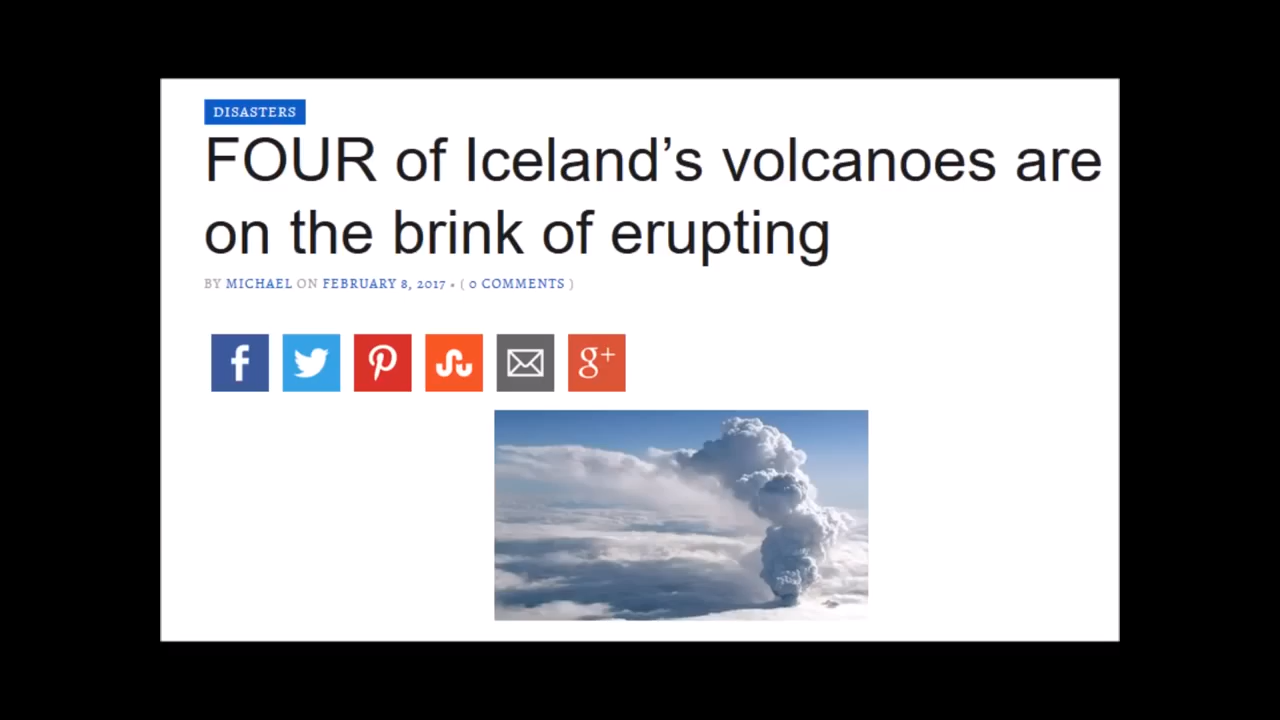 DISASTERS
FOUR of Iceland’s volcanoes are
on the brink of erupting
BY MICHAEL ON FEBRUARY 8, 2017 • ( 0 COMMENTS )
f g+